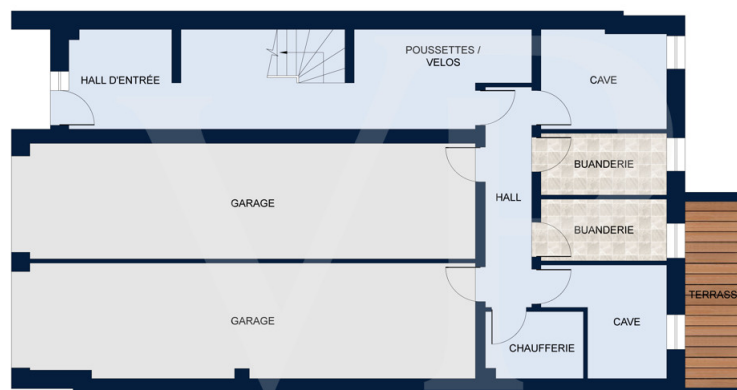 HALL D'ENTRÉE
POUSSETTES /
VELOS
CAVE
BUANDERIE
GARAGE
HALL
BUANDERIE
TERRASS
GARAGE
CAVE
CHAUFFERIE